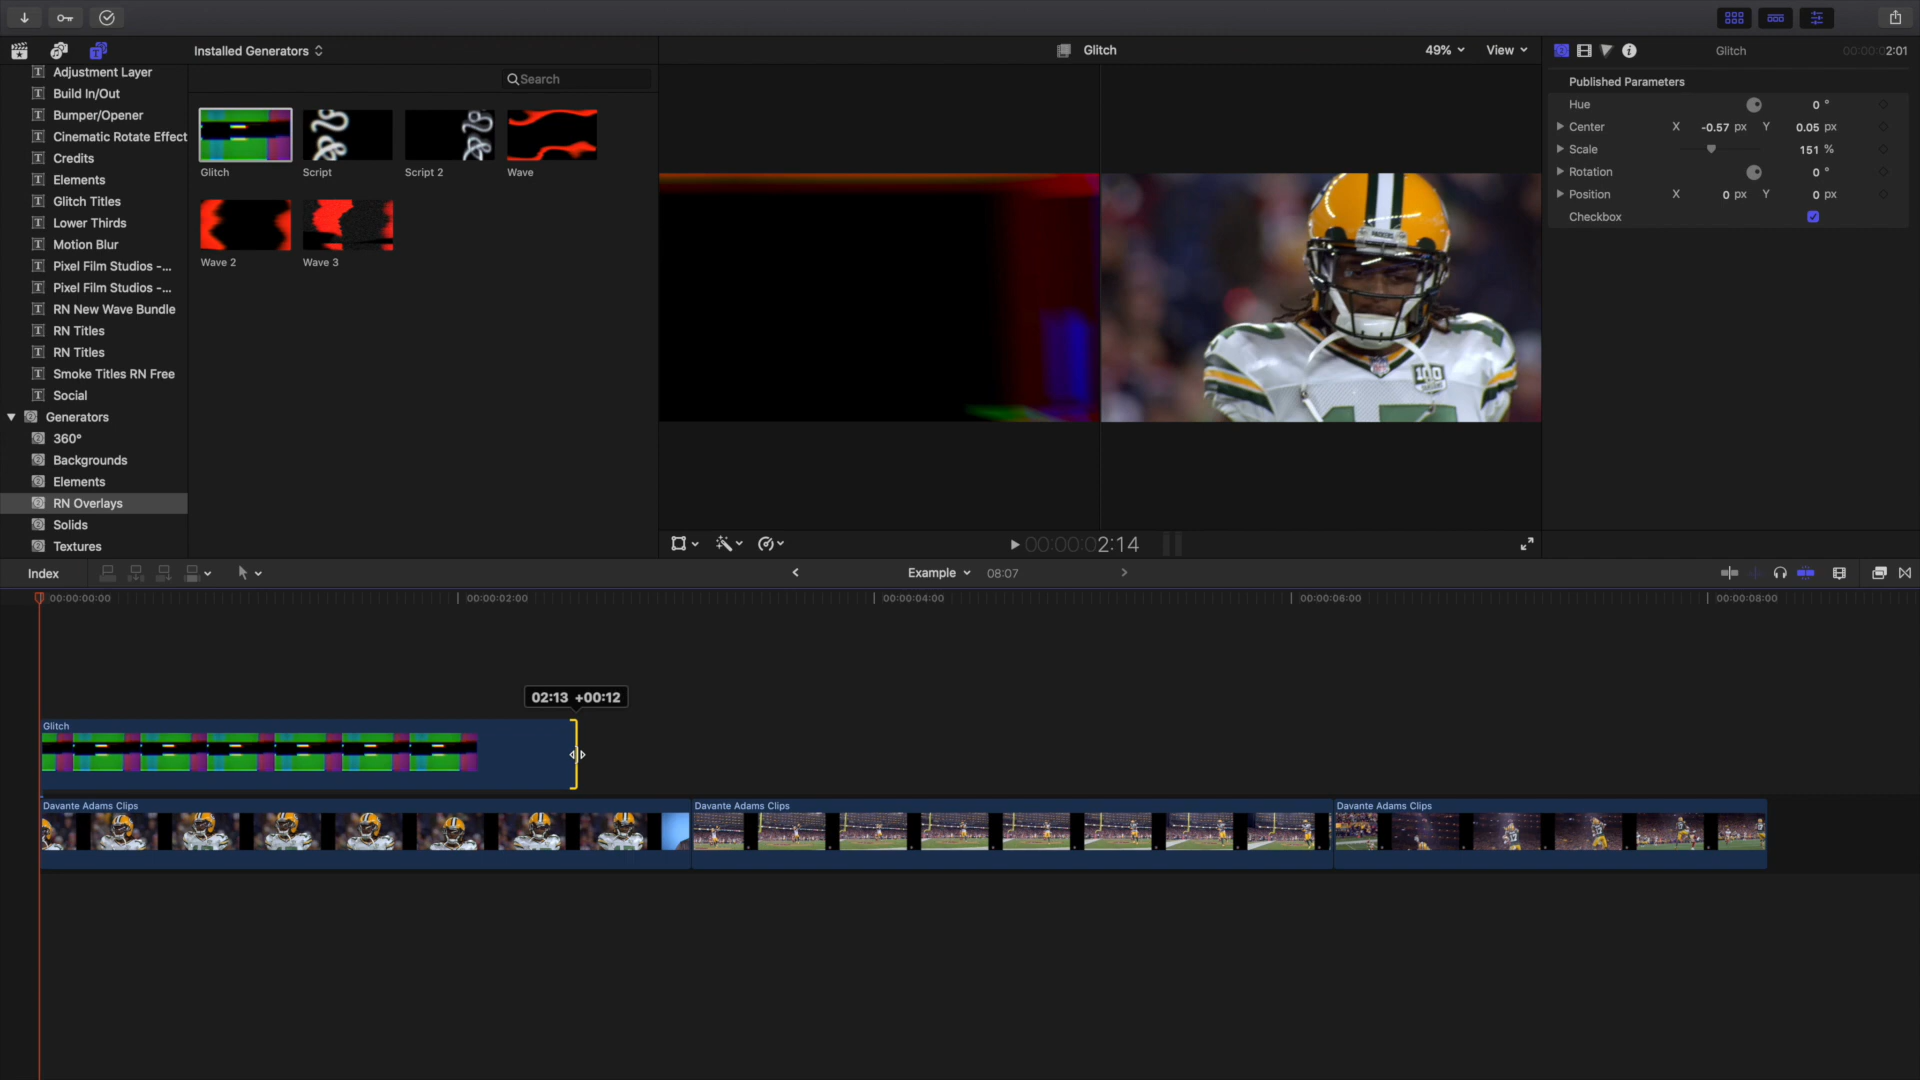 Installed Generators
Glitch
49%
View
Glitch
00:00:02:01
Adjustment Layer
Build In/Out
Bumper/Opener
Cinematic Rotate Effect
Credits
Elements
Glitch Titles
Lower Thirds
Motion Blur
Pixel Film Studios -...
Pixel Film Studios -...
RN New Wave Bundle
RN Titles
RN Titles
Smoke Titles RN Free
Social
Generators
360°
Backgrounds
Elements
RN Overlays
Solids
Textures
Search
Glitch
Script
Script 2
Wave
Wave 2
Wave 3
PACKERS
100
Published Parameters
Hue 0 °
Center X -0.57 px Y 0.05 px
Scale 151 %
Rotation 0 °
Position X 0 px Y 0 px
Checkbox
00:00:02:14
Index
Example
08:07
00:00:00:00
00:00:02:00
00:00:04:00
00:00:06:00
00:00:08:00
02:13 +00:12
Glitch
Davante Adams Clips
Davante Adams Clips
Davante Adams Clips